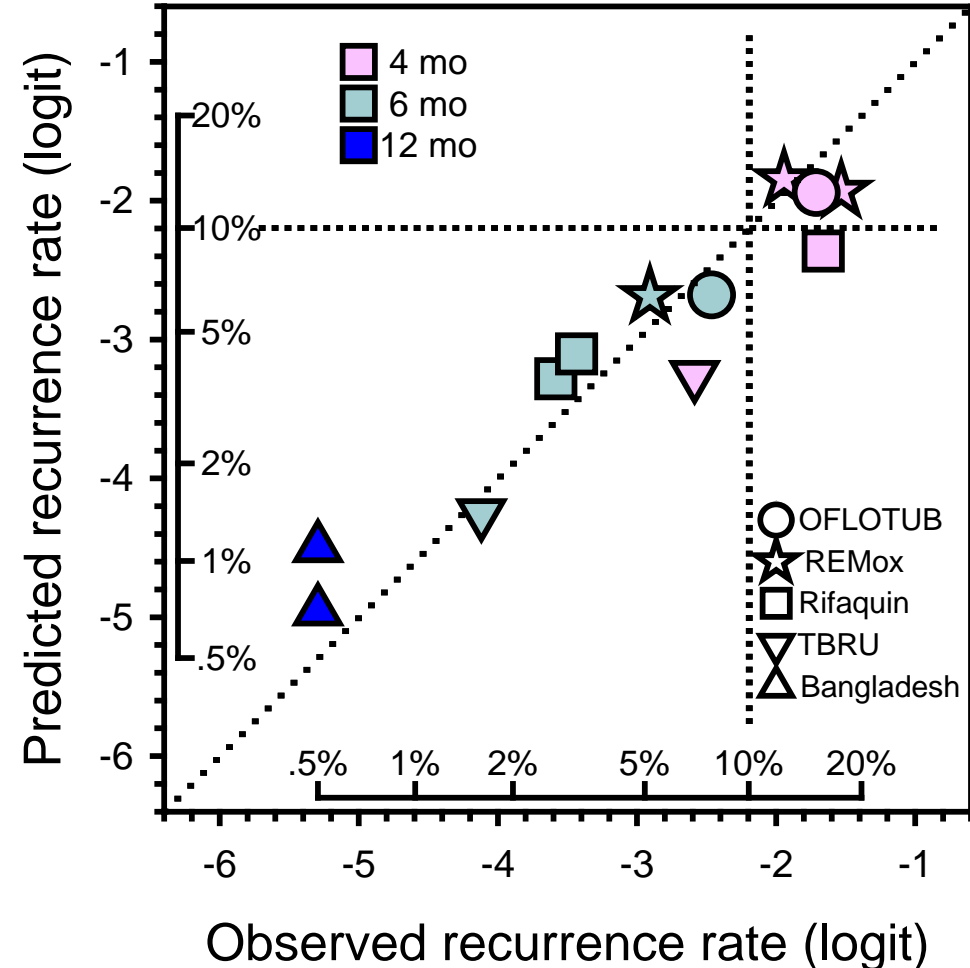 Predicted recurrence rate (logit)
-1
-2
-3
-4
-5
-6
20%
10%
5%
2%
1%
.5%
4 mo
6 mo
12 mo
OFLOTUB
REMox
Rifaquin
TBRU
Bangladesh
.5% 1% 2% 5% 10% 20%
-6 -5 -4 -3 -2 -1
Observed recurrence rate (logit)